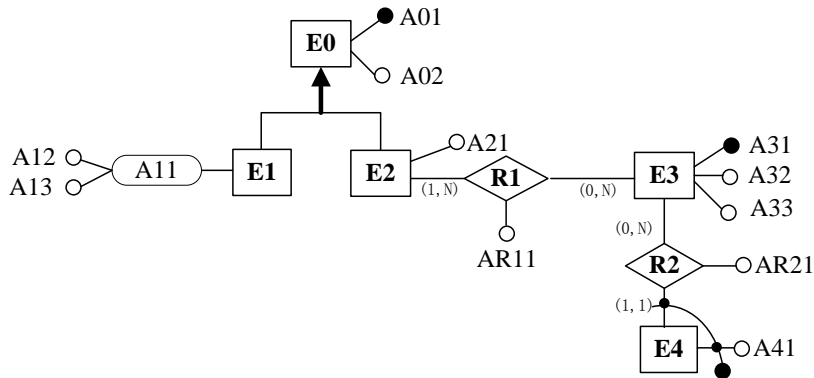 A01
E0
A02
A12
A13
A11
E1
E2
A21
(1,N)
R1
(0,N)
AR11
E3
A31
A32
A33
(0,N)
R2
AR21
(1,1)
E4
A41